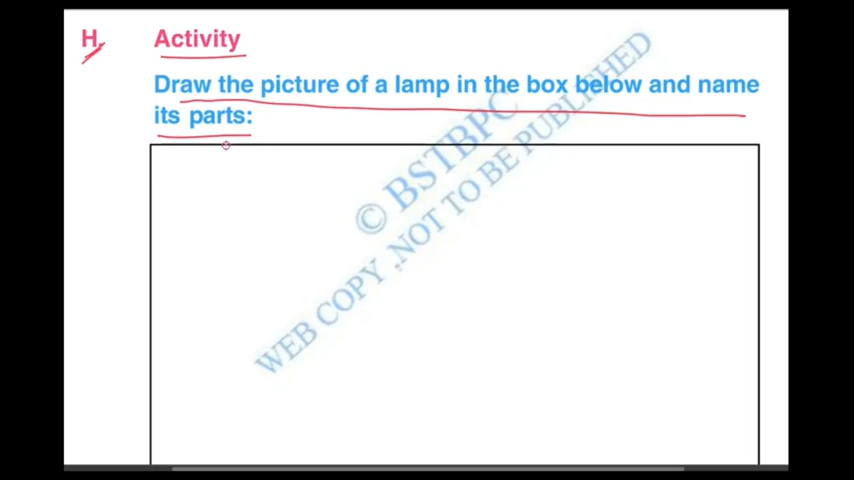 H. Activity
Draw the picture of a lamp in the box below and name
its parts:
© BSTBPC
WEB COPY ,NOT TO BE PUBLISHED